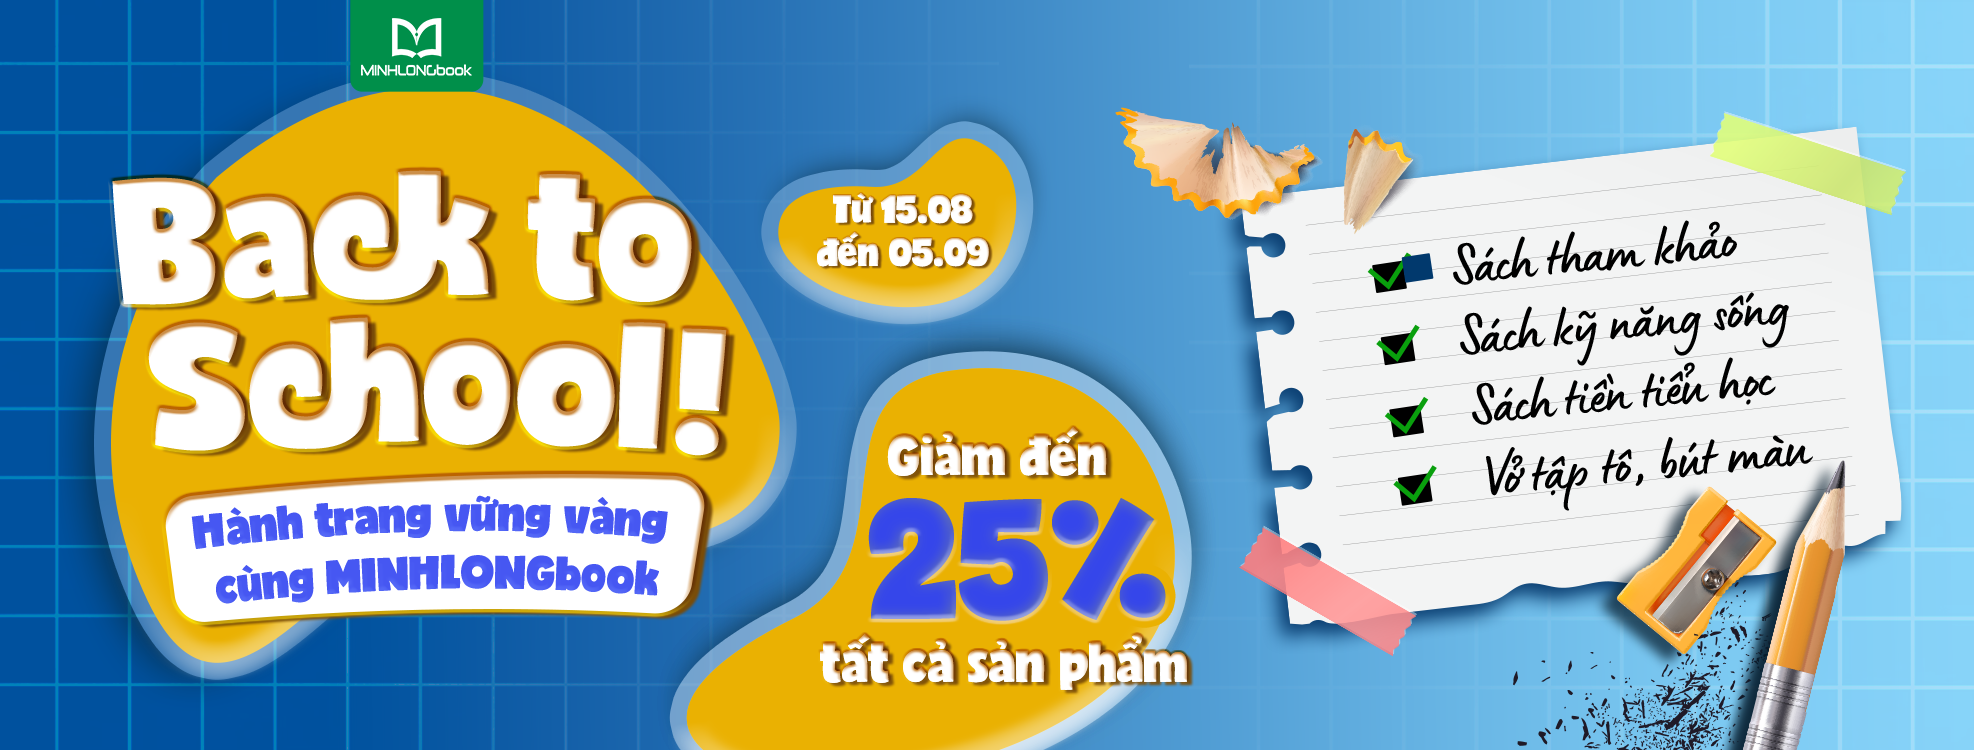 MINHLONGbook
Back to
School!
Hành trang vững vàng
cùng MINHLONGbook
Từ 15.08
đến 05.09
Giảm đến
25%
tất cả sản phẩm
Sách tham khảo
Sách kỹ năng sống
Sách tiền tiểu học
Vở tập tô, bút màu